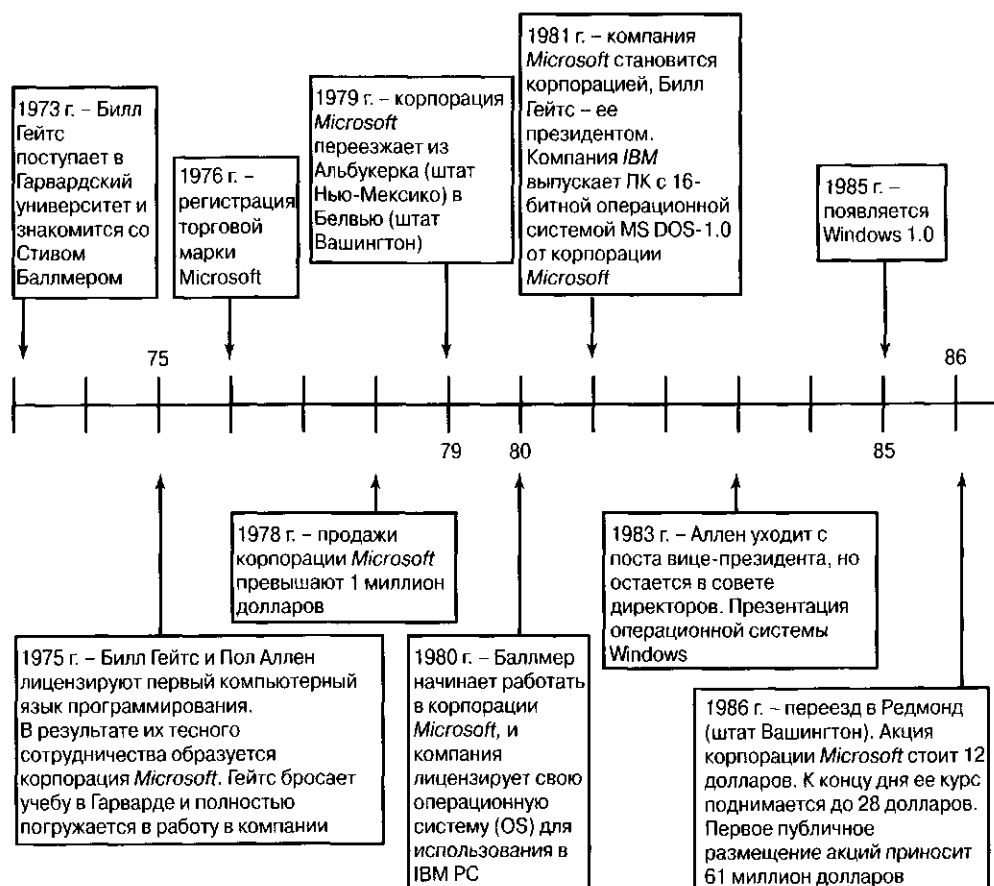 1973 г. – Билл
Гейтс
поступает в
Гарвардский
университет и
знакомится со
Стивом
Баллмером
1976 г. –
регистрация
торговой
марки
Microsoft
1979 г. – корпорация
Microsoft
переезжает из
Альбукерка (штат
Нью-Мексико) в
Белвью (штат
Вашингтон)
1981 г. – компания
Microsoft становится
корпорацией, Билл
Гейтс – ее
президентом.
Компания IBM
выпускает ПК с 16-
битной операционной
системой MS DOS-1.0
от корпорации
Microsoft
1985 г. –
появляется
Windows 1.0
75
86
79
80
85
1978 г. – продажи
корпорации Microsoft
превышают 1 миллион
долларов
1983 г. – Аллен уходит с
поста вице-президента, но
остается в совете
директоров. Презентация
операционной системы
Windows
1975 г. – Билл Гейтс и Пол Аллен
лицензируют первый компьютерный
язык программирования.
В результате их тесного
сотрудничества образуется
корпорация Microsoft. Гейтс бросает
учебу в Гарварде и полностью
погружается в работу в компании
1980 г. – Баллмер
начинает работать
в корпорации
Microsoft, и
компания
лицензирует свою
операционную
систему (OS) для
использования в
IBM PC
1986 г. – переезд в Редмонд
(штат Вашингтон). Акция
корпорации Microsoft стоит 12
долларов. К концу дня ее курс
поднимается до 28 долларов.
Первое публичное
размещение акций приносит
61 миллион долларов